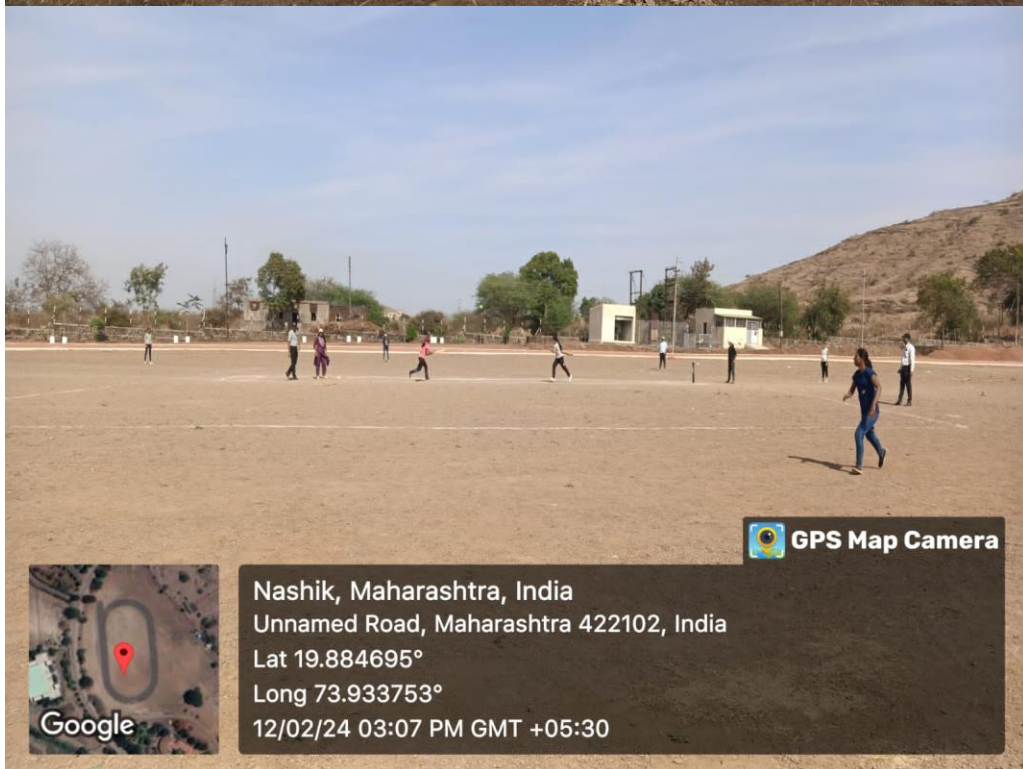 GPS Map Camera
Nashik, Maharashtra, India
Unnamed Road, Maharashtra 422102, India
Lat 19.884695°
Long 73.933753°
12/02/24 03:07 PM GMT +05:30
Google